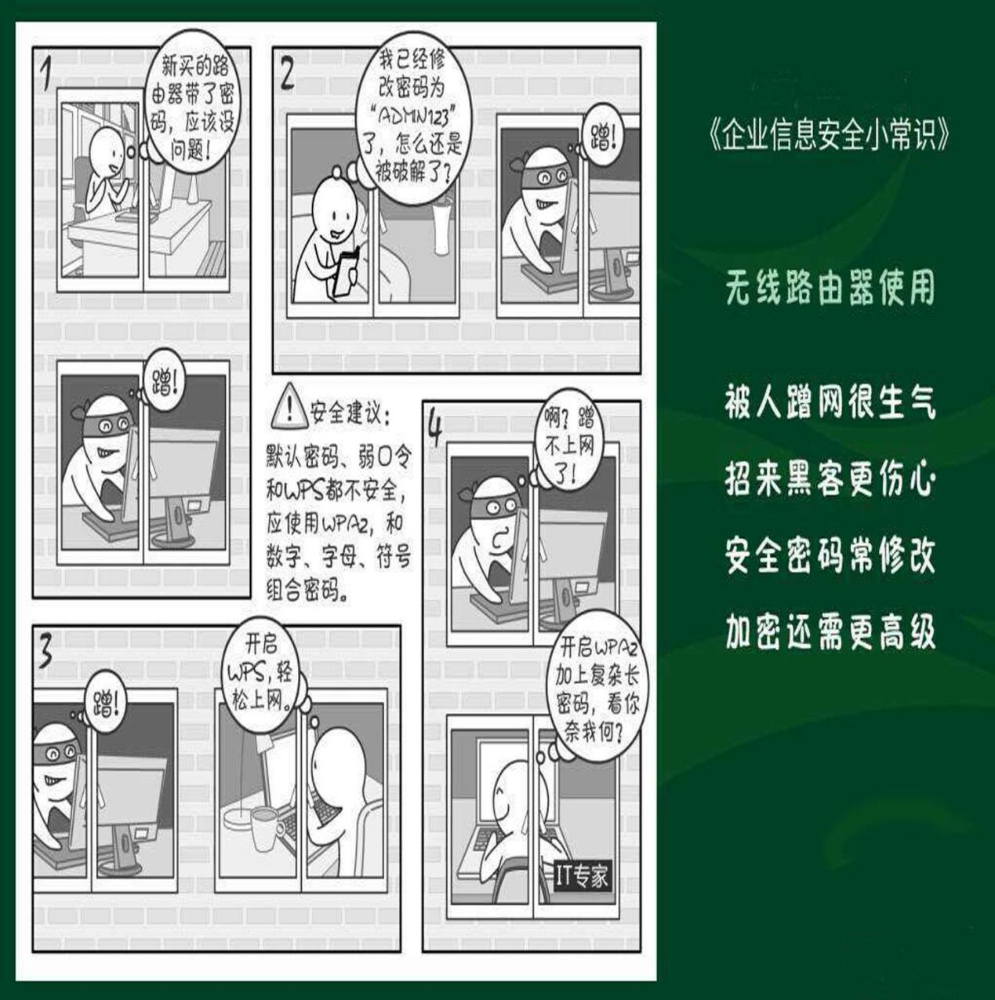 1
新买的路
由器带了密
码，应该没
问题！
蹭！
2
我已经修
改密码为
“ADMIN123”
了，怎么还是
被破解了？
蹭！
安全建议：
默认密码、弱口令
和WPS都不安全，
应使用WPA2，和
数字、字母、符号
组合密码。
3
蹭！
开启
WPS，轻
松上网。
4
啊？蹭
不上网
了！
开启WPA2
加上复杂长
密码，看你
奈我何？
IT专家
《企业信息安全小常识》
无线路由器使用
被人蹭网很生气
招来黑客更伤心
安全密码常修改
加密还需更高级